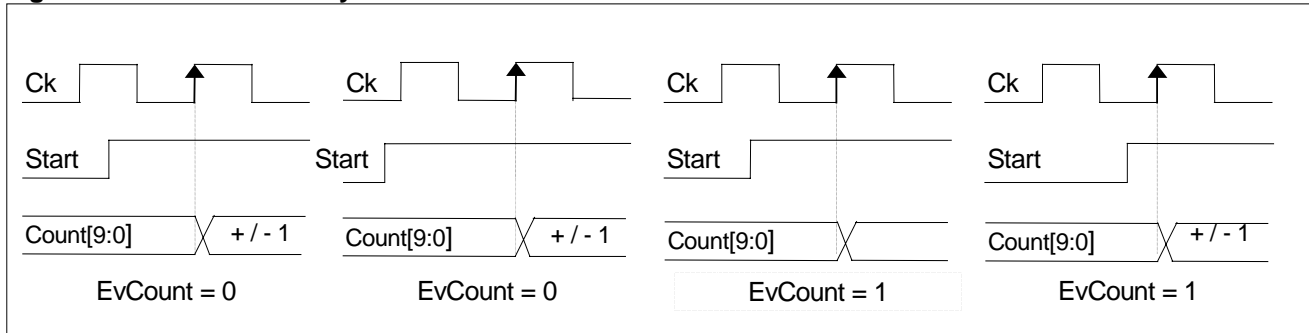 Ck Ck Ck Ck
Start Start Start Start
Count[9:0] + / - 1 Count[9:0] + / - 1 Count[9:0] Count[9:0] + / - 1
EvCount = 0 EvCount = 0 EvCount = 1 EvCount = 1